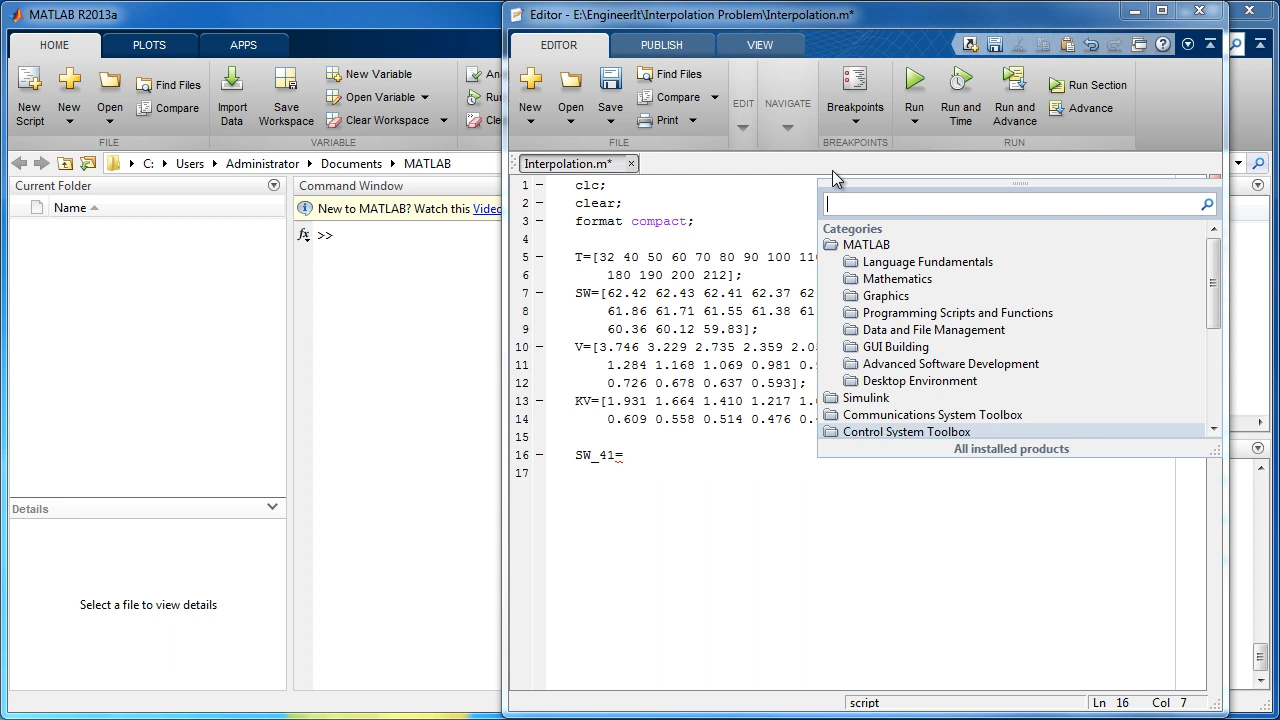 MATLAB R2013a
HOME
PLOTS
APPS
New Script
New
Open
Find Files
Compare
Import Data
Save Workspace
New Variable
Open Variable
Clear Workspace
FILE
VARIABLE
C: Users Administrator Documents MATLAB
Current Folder
Name
Details
Select a file to view details
Command Window
New to MATLAB? Watch this Video
fx >>
Editor - E:\EngineerIt\Interpolation Problem\Interpolation.m*
EDITOR
PUBLISH
VIEW
New
Open
Save
Find Files
Compare
Print
EDIT
NAVIGATE
Breakpoints
Run
Run and Time
Run and Advance
Run Section
Advance
FILE
BREAKPOINTS
RUN
Interpolation.m* ×
1 – clc;
2 – clear;
3 – format compact;
4
5 – T=[32 40 50 60 70 80 90 100
6 180 190 200 212];
7 – SW=[62.42 62.43 62.41 62.37
8 61.86 61.71 61.55 61.38
9 60.36 60.12 59.83];
10 – V=[3.746 3.229 2.735 2.359
11 1.284 1.168 1.069 0.981
12 0.726 0.678 0.637 0.593];
13 – KV=[1.931 1.664 1.410 1.217
14 0.609 0.558 0.514 0.476
15
16 – SW_41=
17
Categories
MATLAB
Language Fundamentals
Mathematics
Graphics
Programming Scripts and Functions
Data and File Management
GUI Building
Advanced Software Development
Desktop Environment
Simulink
Communications System Toolbox
Control System Toolbox
All installed products
script
Ln 16 Col 7